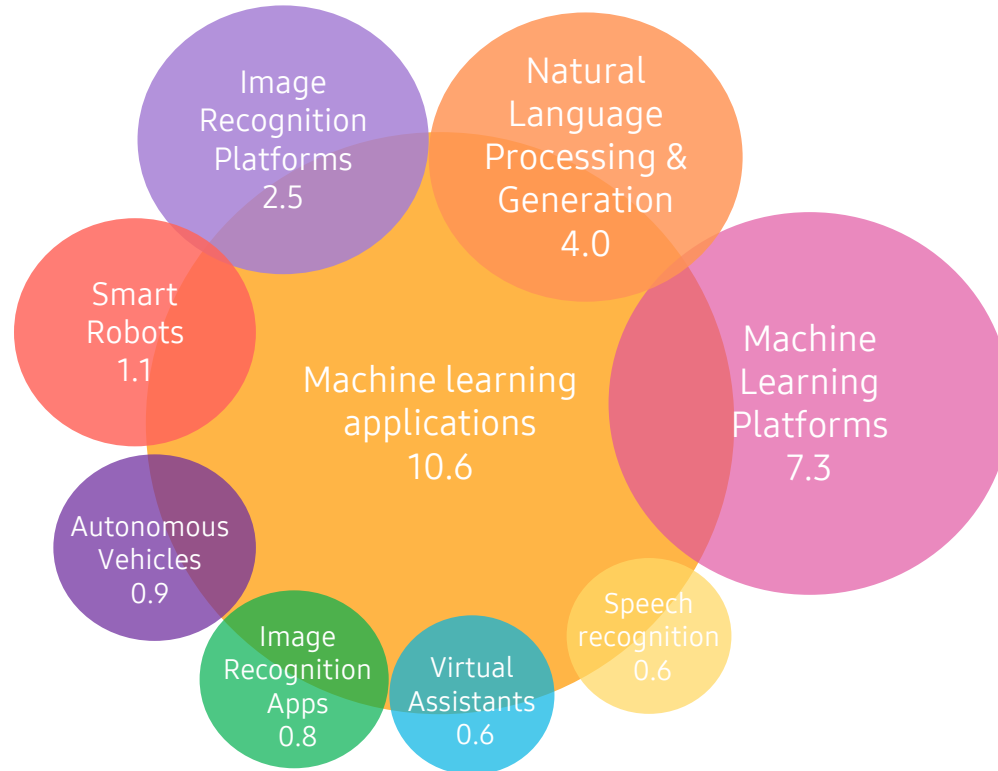 Image
Recognition
Platforms
2.5
Natural
Language
Processing &
Generation
4.0
Smart
Robots
1.1
Machine learning
applications
10.6
Machine
Learning
Platforms
7.3
Autonomous
Vehicles
0.9
Image
Recognition
Apps
0.8
Virtual
Assistants
0.6
Speech
recognition
0.6